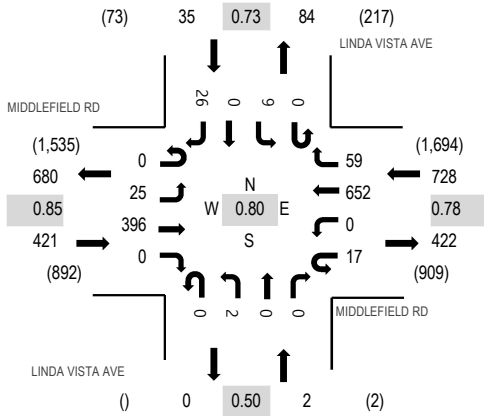 (73) 35 0.73 84 (217)
LINDA VISTA AVE
MIDDLEFIELD RD
26 0 9 0
(1,535) (1,694)
0 59
680 728
25 N 652
0.85 W 0.80 E 0.78
396 0
421 S 422
0 17
(892) (909)
0 2 0 0
MIDDLEFIELD RD
LINDA VISTA AVE
() 0 0.50 2 (2)